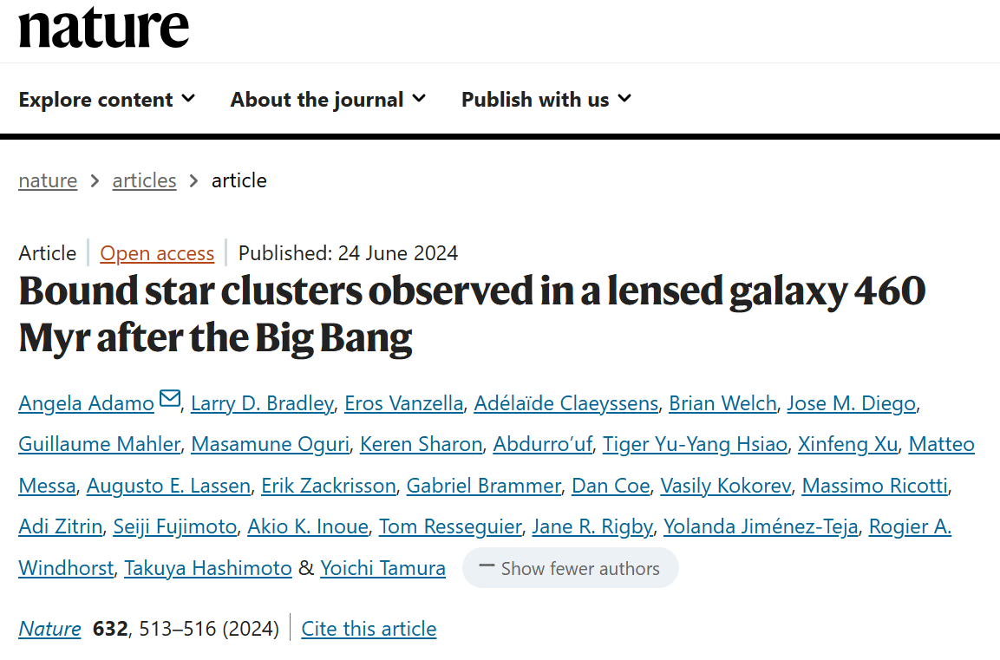 nature
Explore content About the journal Publish with us
nature > articles > article
Article | Open access | Published: 24 June 2024
Bound star clusters observed in a lensed galaxy 460
Myr after the Big Bang
Angela Adamo, Larry D. Bradley, Eros Vanzella, Adélaïde Claeyssens, Brian Welch, Jose M. Diego,
Guillaume Mahler, Masamune Oguri, Keren Sharon, Abdurro’uf, Tiger Yu-Yang Hsiao, Xinfeng Xu, Matteo
Messa, Augusto E. Lassen, Erik Zackrisson, Gabriel Brammer, Dan Coe, Vasily Kokorev, Massimo Ricotti,
Adi Zitrin, Seiji Fujimoto, Akio K. Inoue, Tom Resseguier, Jane R. Rigby, Yolanda Jiménez-Teja, Rogier A.
Windhorst, Takuya Hashimoto & Yoichi Tamura — Show fewer authors
Nature 632, 513–516 (2024) | Cite this article